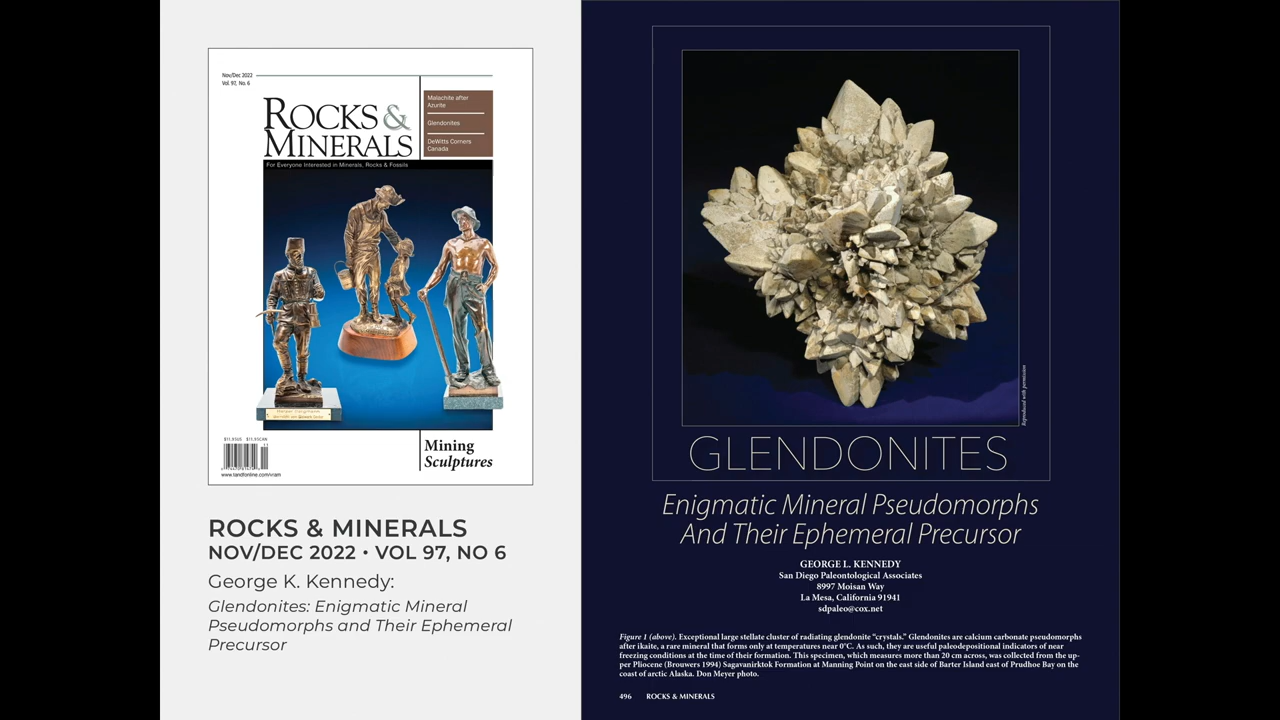 Nov/Dec 2022
Vol. 97, No. 6
ROCKS &
MINERALS
Malachite after
Azurite
Glendonites
DeWitts Corners
Canada
For Everyone Interested in Minerals, Rocks & Fossils
$11.95US $11.95CAN
www.tandfonline.com/vram
Mining
Sculptures
ROCKS & MINERALS
NOV/DEC 2022 • VOL 97, NO 6
George K. Kennedy:
Glendonites: Enigmatic Mineral
Pseudomorphs and Their Ephemeral
Precursor
Reproduced with permission
GLENDONITES
Enigmatic Mineral Pseudomorphs
And Their Ephemeral Precursor
GEORGE L. KENNEDY
San Diego Paleontological Associates
8997 Moisan Way
La Mesa, California 91941
sdpaleo@cox.net
Figure 1 (above). Exceptional large stellate cluster of radiating glendonite “crystals.” Glendonites are calcium carbonate pseudomorphs
after ikaite, a rare mineral that forms only at temperatures near 0°C. As such, they are useful paleodepositional indicators of near
freezing conditions at the time of their formation. This specimen, which measures more than 20 cm across, was collected from the up-
per Pliocene (Brouwers 1994) Sagavanirktok Formation at Manning Point on the east side of Barter Island east of Prudhoe Bay on the
coast of arctic Alaska. Don Meyer photo.
496 ROCKS & MINERALS